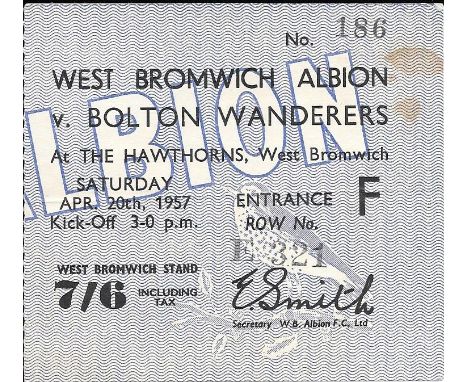 No. 186
WEST BROMWICH ALBION
v. BOLTON WANDERERS
ALBION
At THE HAWTHORNS, West Bromwich
SATURDAY
APR. 20th, 1957
Kick-Off 3-0 p.m.
ENTRANCE F
ROW No.
E 321
WEST BROMWICH STAND
7/6 INCLUDING TAX
E. Smith
Secretary W.B. Albion F.C., Ltd